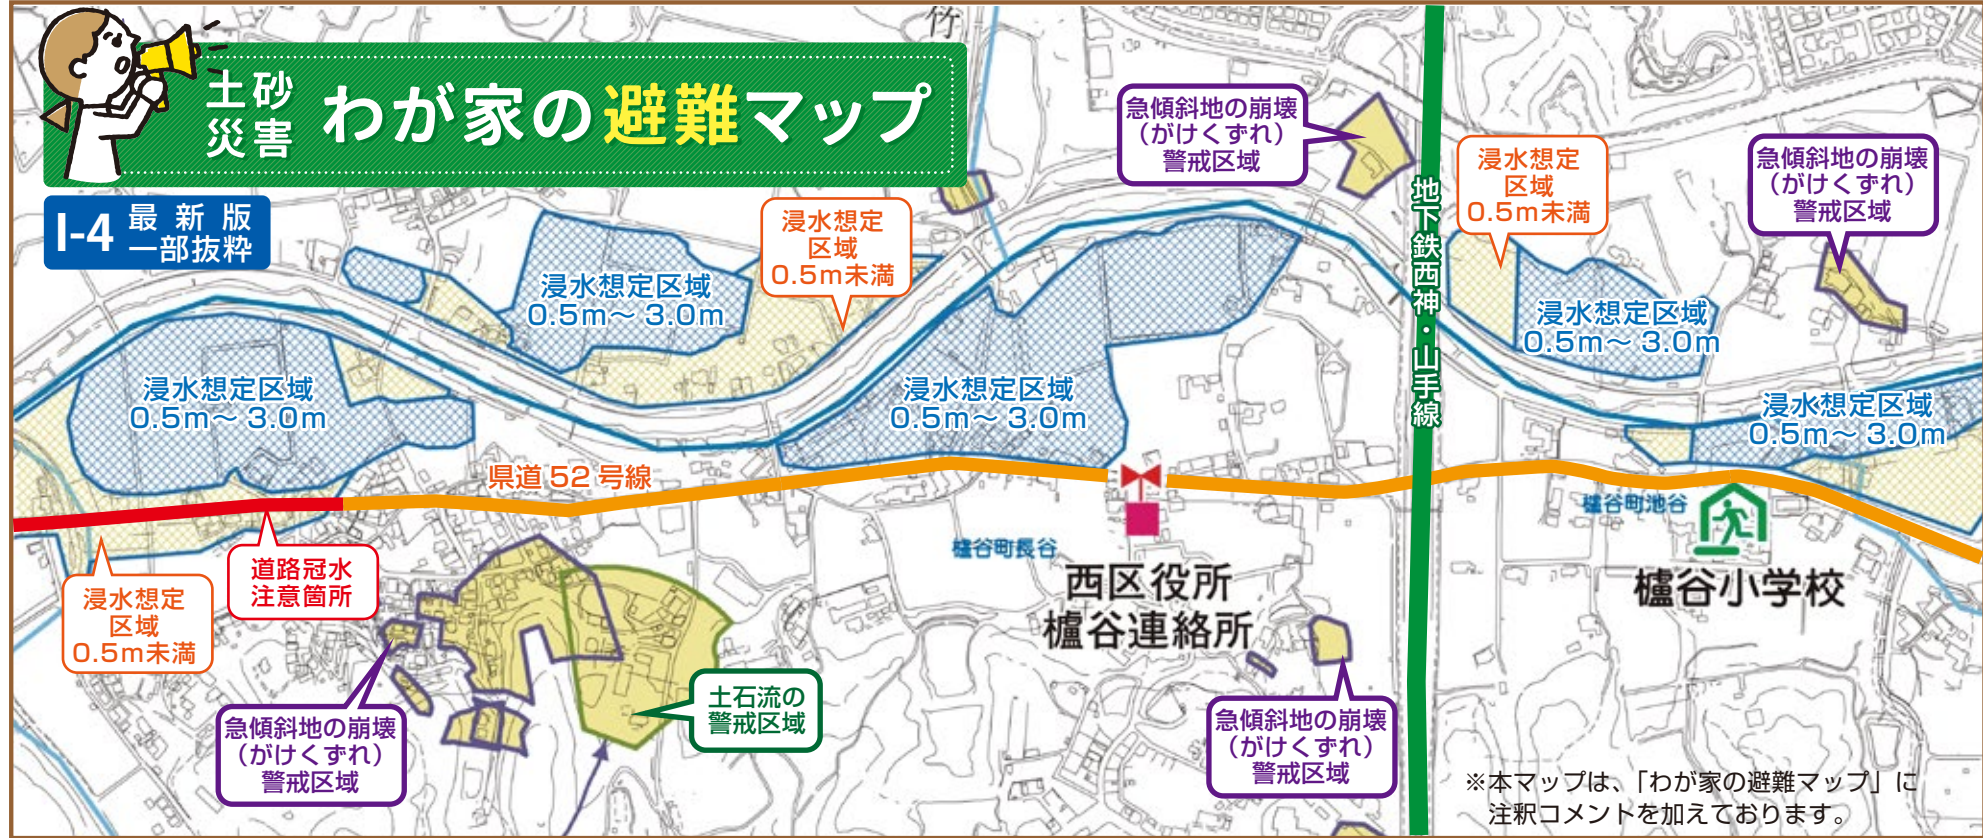 竹
土砂
災害
わが家の避難マップ
I-4 最新版
一部抜粋
急傾斜地の崩壊
(がけくずれ)
警戒区域
浸水想定
区域
0.5m未満
急傾斜地の崩壊
(がけくずれ)
警戒区域
浸水想定
区域
0.5m未満
地下鉄西神・山手線
浸水想定区域
0.5m～3.0m
浸水想定区域
0.5m～3.0m
浸水想定区域
0.5m～3.0m
浸水想定区域
0.5m～3.0m
浸水想定区域
0.5m～3.0m
県道52号線
櫨谷町池谷
櫨谷町長谷
道路冠水
注意箇所
浸水想定
区域
0.5m未満
西区役所
櫨谷連絡所
櫨谷小学校
土石流の
警戒区域
急傾斜地の崩壊
(がけくずれ)
警戒区域
急傾斜地の崩壊
(がけくずれ)
警戒区域
※本マップは、「わが家の避難マップ」に
注釈コメントを加えております。